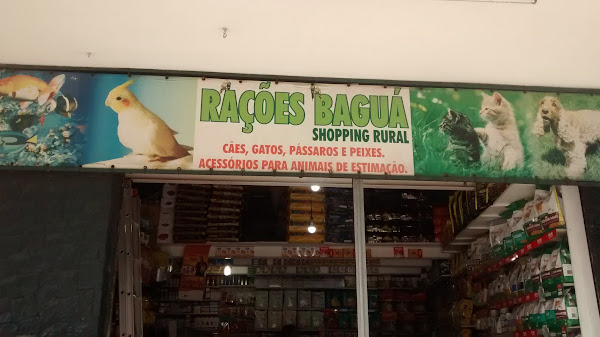 RAÇÕES BAGUÁ
SHOPPING RURAL
CÃES, GATOS, PÁSSAROS E PEIXES.
ACESSÓRIOS PARA ANIMAIS DE ESTIMAÇÃO.